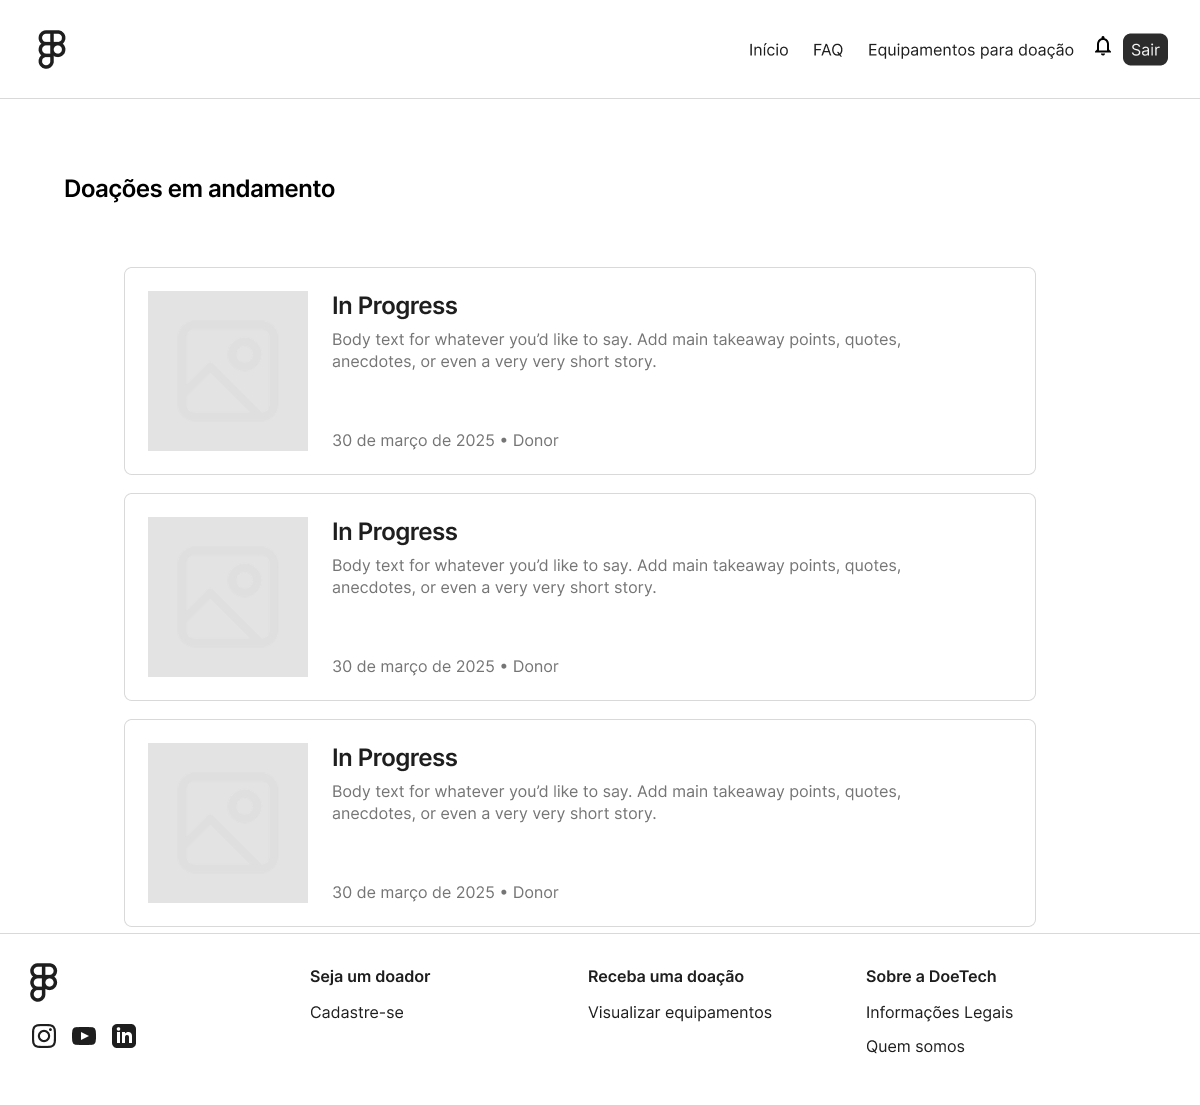 Início
FAQ
Equipamentos para doação
Sair
Doações em andamento
In Progress
Body text for whatever you’d like to say. Add main takeaway points, quotes,
anecdotes, or even a very very short story.
30 de março de 2025 • Donor
In Progress
Body text for whatever you’d like to say. Add main takeaway points, quotes,
anecdotes, or even a very very short story.
30 de março de 2025 • Donor
In Progress
Body text for whatever you’d like to say. Add main takeaway points, quotes,
anecdotes, or even a very very short story.
30 de março de 2025 • Donor
Seja um doador
Cadastre-se
Receba uma doação
Visualizar equipamentos
Sobre a DoeTech
Informações Legais
Quem somos